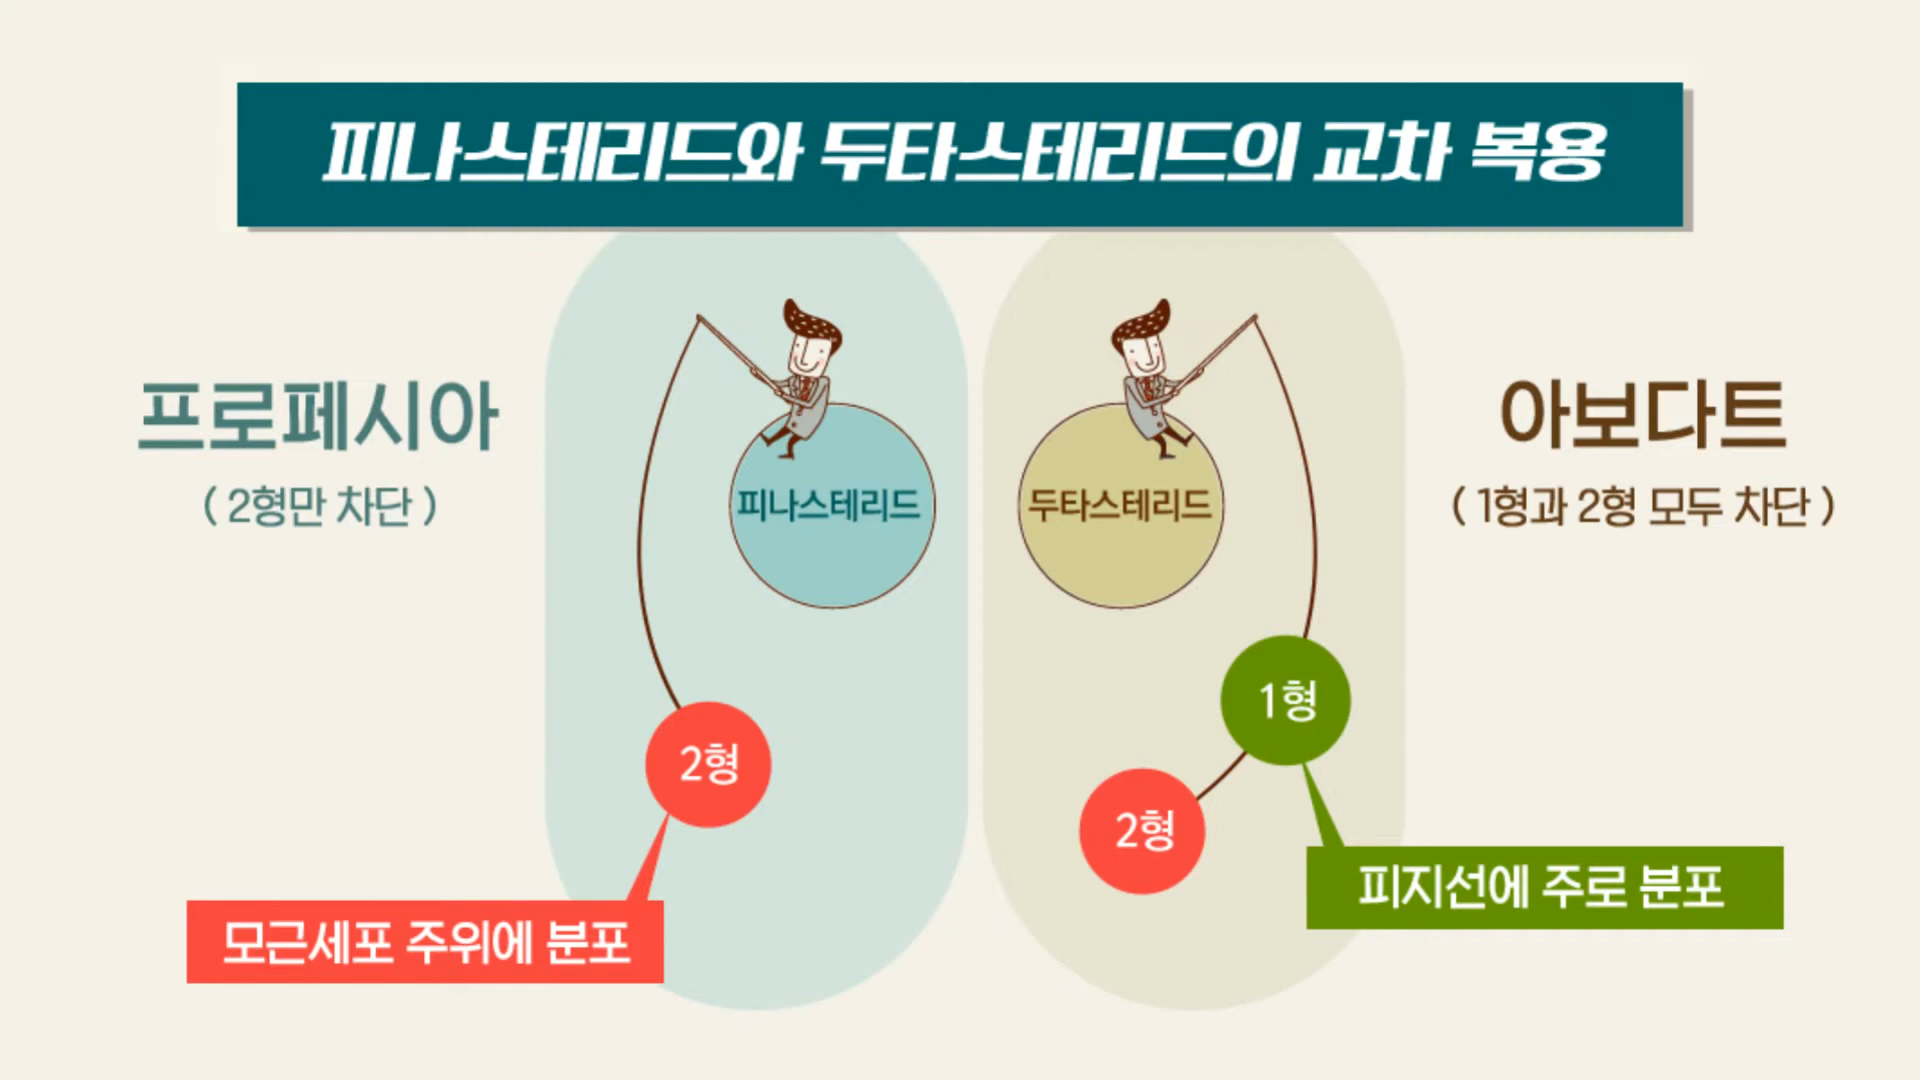 피나스테리드와 두타스테리드의 교차 복용
프로페시아
( 2형만 차단 )
피나스테리드
2형
모근세포 주위에 분포
아보다트
( 1형과 2형 모두 차단 )
두타스테리드
1형
2형
피지선에 주로 분포